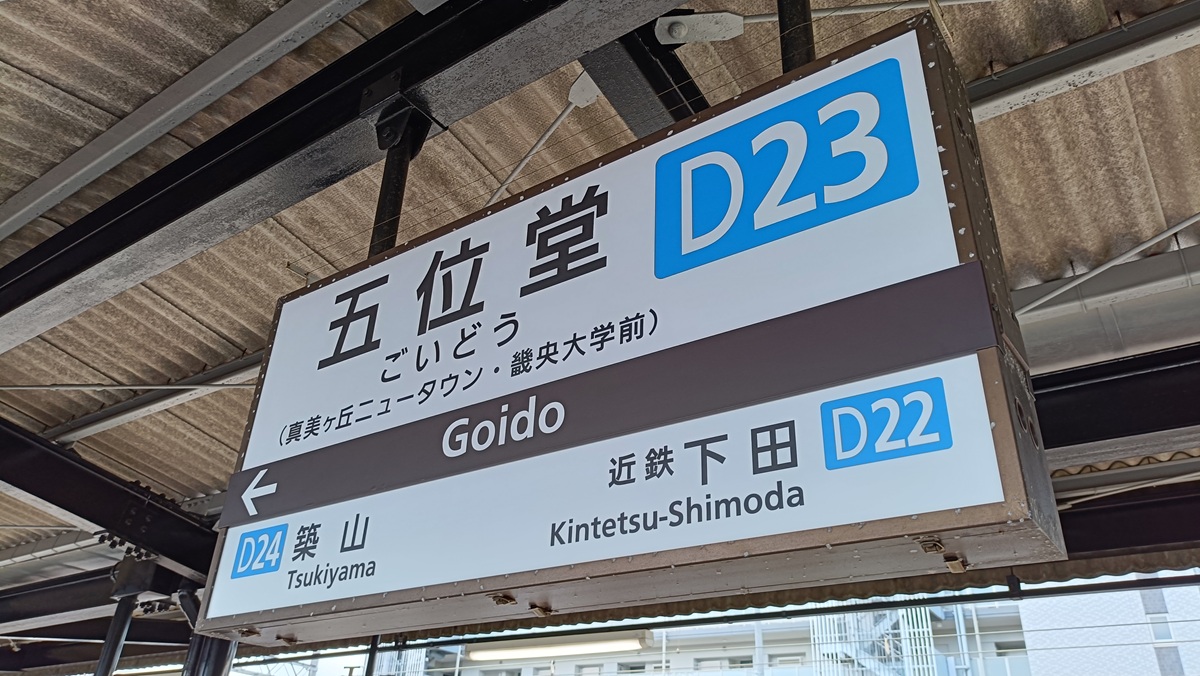 五位堂 D23
ごいどう
（真美ヶ丘ニュータウン・畿央大学前）
Goido
←
D24 築山
Tsukiyama
近鉄下田 D22
Kintetsu-Shimoda